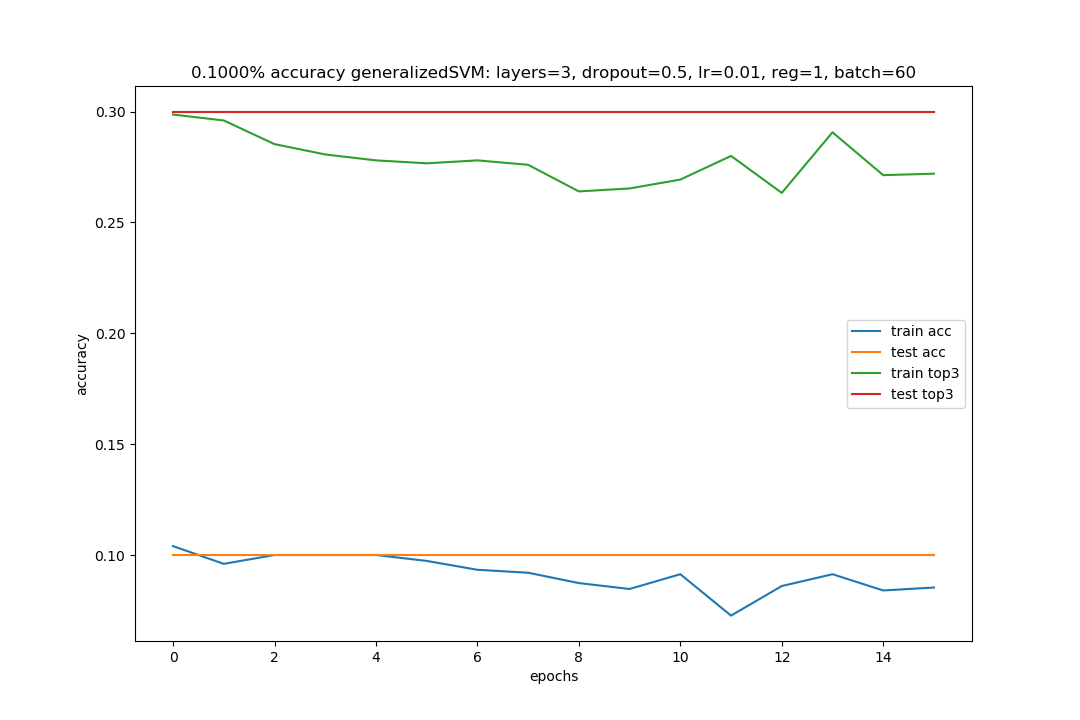 0.1000% accuracy generalizedSVM: layers=3, dropout=0.5, lr=0.01, reg=1, batch=60
0.30
0.25
0.20
0.15
0.10
accuracy
train acc
test acc
train top3
test top3
0 2 4 6 8 10 12 14
epochs